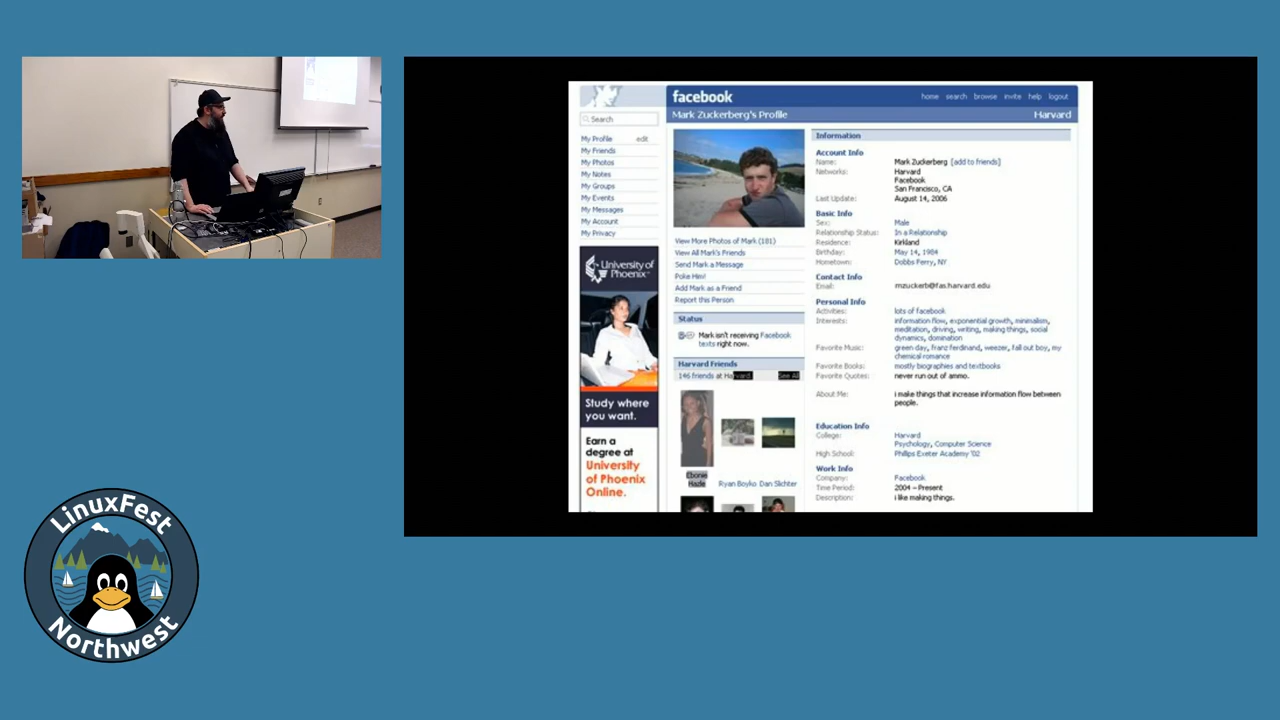 facebook
home search browse invite help logout
Mark Zuckerberg's Profile Harvard
Search
My Profile edit
My Friends
My Photos
My Notes
My Groups
My Events
My Messages
My Account
My Privacy
University of
Phoenix
Study where
you want.
Earn a
degree at
University
of Phoenix
Online.
View More Photos of Mark (181)
View All Mark's Friends
Send Mark a Message
Poke Him!
Add Mark as a Friend
Report this Person
Status
Mark isn't receiving Facebook
texts right now.
Harvard Friends
146 friends at Harvard. See All
Ebonie
Hazle
Ryan Boyko Dan Slichter
Information
Account Info
Name: Mark Zuckerberg [add to friends]
Networks: Harvard
Facebook
San Francisco, CA
Last Update: August 14, 2006
Basic Info
Sex: Male
Relationship Status: In a Relationship
Residence: Kirkland
Birthday: May 14, 1984
Hometown: Dobbs Ferry, NY
Contact Info
Email: mzuckerb@fas.harvard.edu
Personal Info
Activities: lots of facebook
Interests: information flow, exponential growth, minimalism,
meditation, driving, writing, making things, social
dynamics, domination
Favorite Music: green day, franz ferdinand, weezer, fall out boy, my
chemical romance
Favorite Books: mostly biographies and textbooks
Favorite Quotes: never run out of ammo.
About Me: i make things that increase information flow between
people.
Education Info
College: Harvard
Psychology, Computer Science
High School: Phillips Exeter Academy '02
Work Info
Company: Facebook
Time Period: 2004 – Present
Description: i like making things.
LinuxFest
Northwest